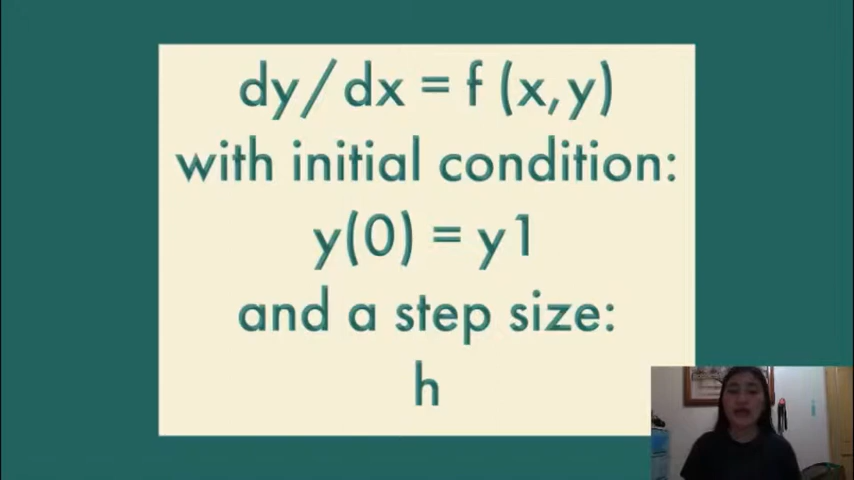 dy/dx = f (x,y)
with initial condition:
y(0) = y1
and a step size:
h